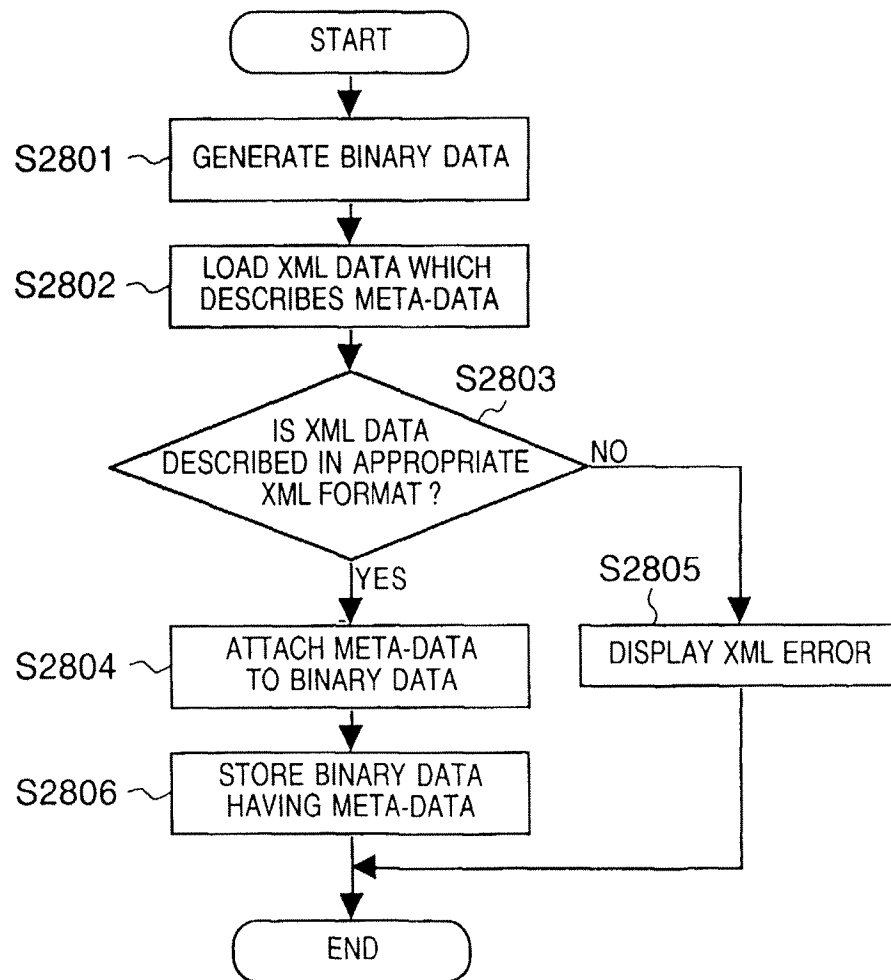 START
S2801
GENERATE BINARY DATA
S2802
LOAD XML DATA WHICH
DESCRIBES META-DATA
S2803
IS XML DATA
DESCRIBED IN APPROPRIATE
XML FORMAT ?
NO
YES
S2805
DISPLAY XML ERROR
S2804
ATTACH META-DATA
TO BINARY DATA
S2806
STORE BINARY DATA
HAVING META-DATA
END